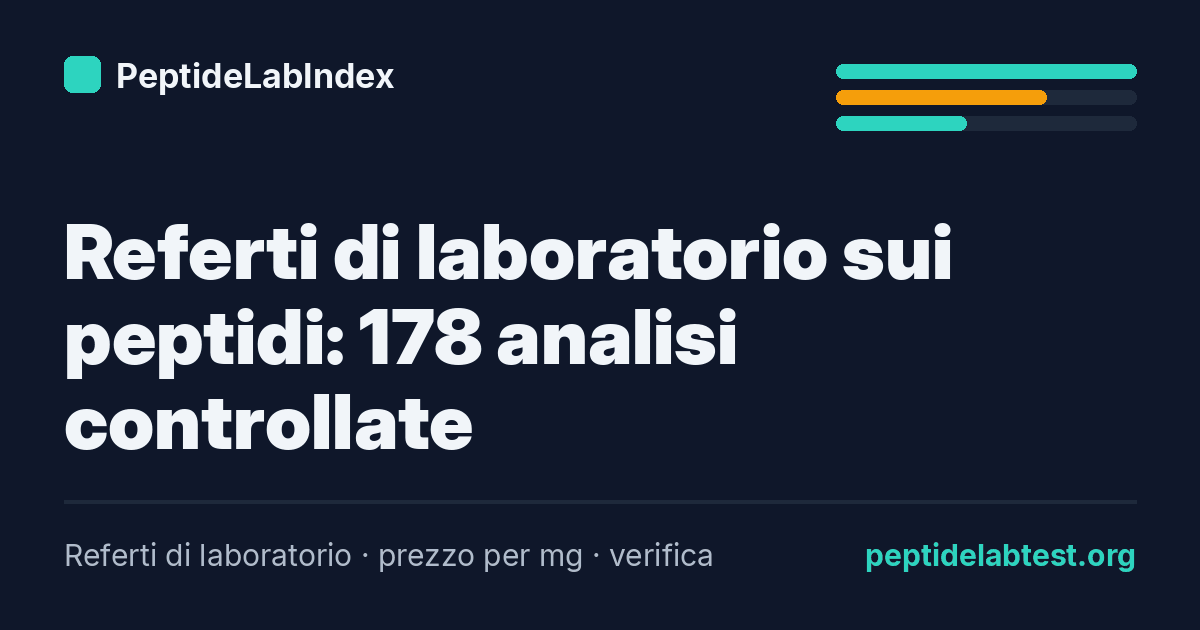 PeptideLabIndex
Referti di laboratorio sui
peptidi: 178 analisi
controllate
Referti di laboratorio · prezzo per mg · verifica
peptidelabtest.org